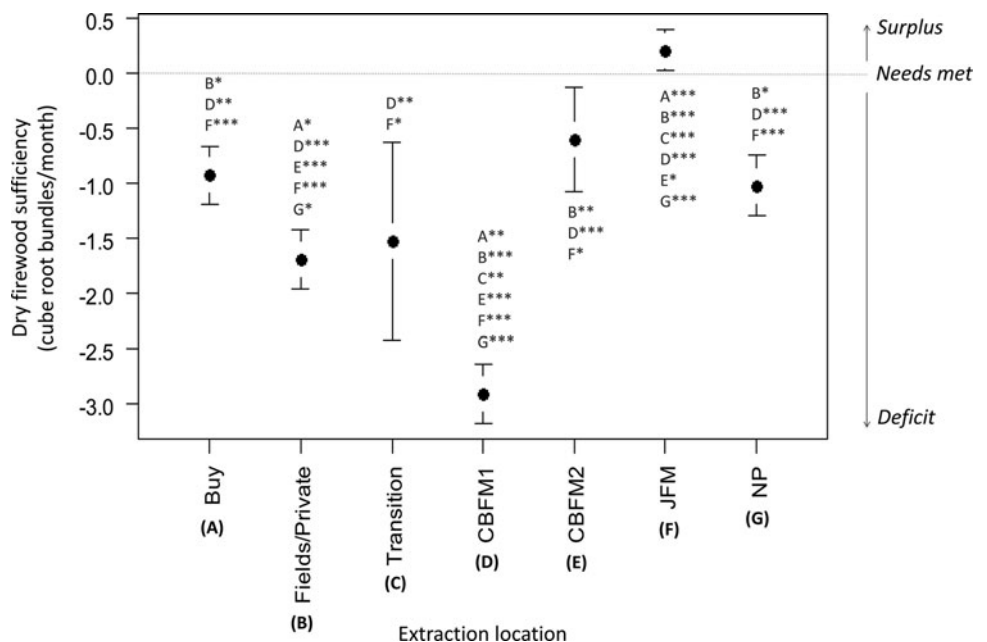 Dry firewood sufficiency
(cube root bundles/month)
0.5
0.0
-0.5
-1.0
-1.5
-2.0
-2.5
-3.0
B*
D**
F***
A*
D***
E***
F***
G*
D**
F*
A**
B***
C**
E***
F***
G***
B**
D***
F*
A***
B***
C***
D***
E*
G***
B*
D***
F***
Surplus
Needs met
Deficit
Buy
(A)
Fields/Private
(B)
Transition
(C)
CBFM1
(D)
CBFM2
(E)
JFM
(F)
NP
(G)
Extraction location